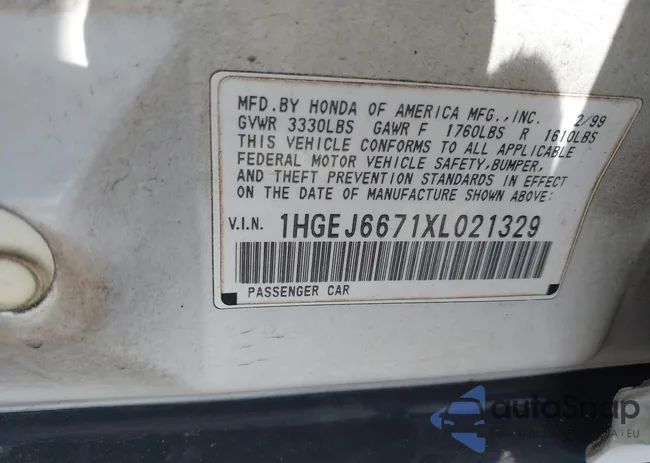 MFD.BY HONDA OF AMERICA MFG.,INC. 2/99
GVWR 3330LBS GAWR F 1760LBS R 1610LBS
THIS VEHICLE CONFORMS TO ALL APPLICABLE
FEDERAL MOTOR VEHICLE SAFETY,BUMPER,
AND THEFT PREVENTION STANDARDS IN EFFECT
ON THE DATE OF MANUFACTURE SHOWN ABOVE:
V.I.N. 1HGEJ6671XL021329
PASSENGER CAR
autoSnap